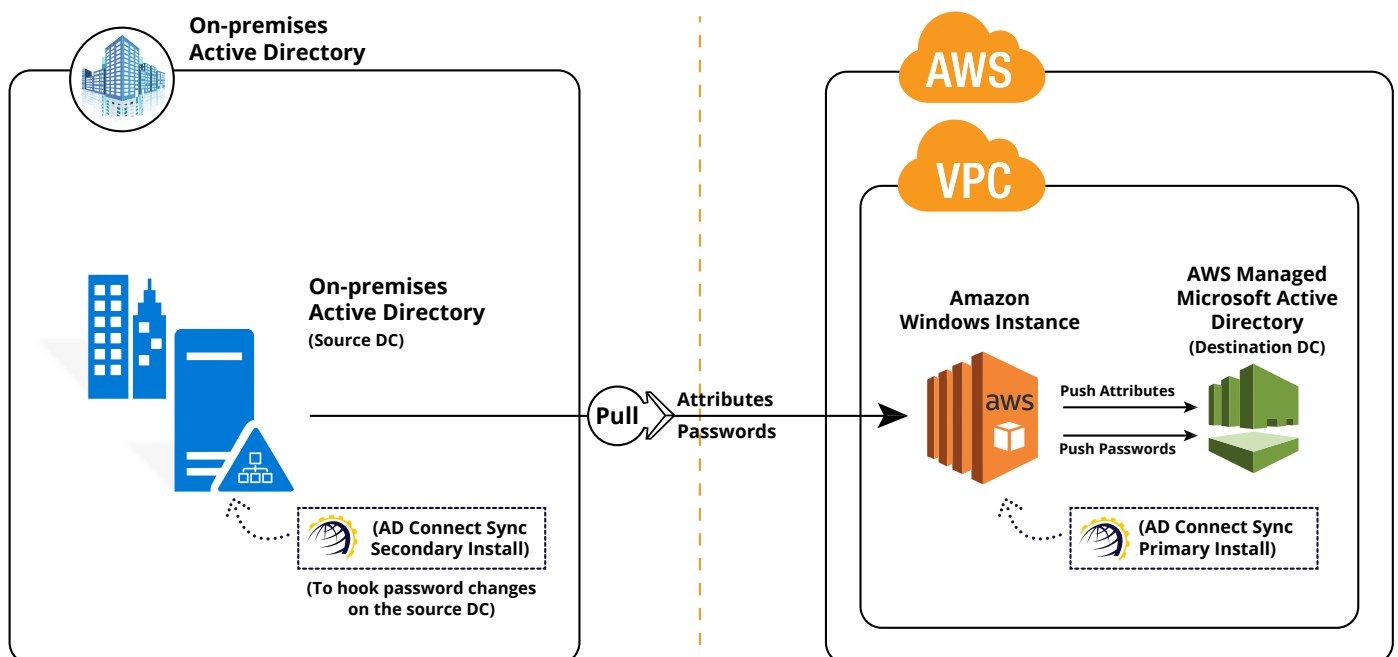 On-premises
Active Directory
AWS
VPC
On-premises
Active Directory
(Source DC)
Pull
Attributes
Passwords
Amazon
Windows Instance
aws
AWS Managed
Microsoft Active
Directory
(Destination DC)
Push Attributes
Push Passwords
(AD Connect Sync
Secondary Install)
(To hook password changes
on the source DC)
(AD Connect Sync
Primary Install)